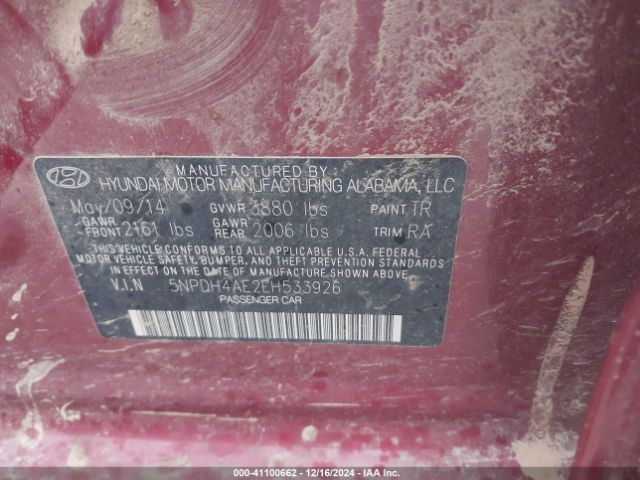 MANUFACTURED BY:
HYUNDAI MOTOR MANUFACTURING ALABAMA, LLC
May/09/14 GVWR 3880 lbs PAINT TR
GAWR FRONT 2161 lbs GAWR REAR 2006 lbs TRIM RA
THIS VEHICLE CONFORMS TO ALL APPLICABLE U.S.A. FEDERAL
MOTOR VEHICLE SAFETY, BUMPER, AND THEFT PREVENTION STANDARDS
IN EFFECT ON THE DATE OF MANUFACTURE SHOWN ABOVE.
V.I.N 5NPDH4AE2EH533926
PASSENGER CAR
000-41100662 - 12/16/2024 - IAA Inc.